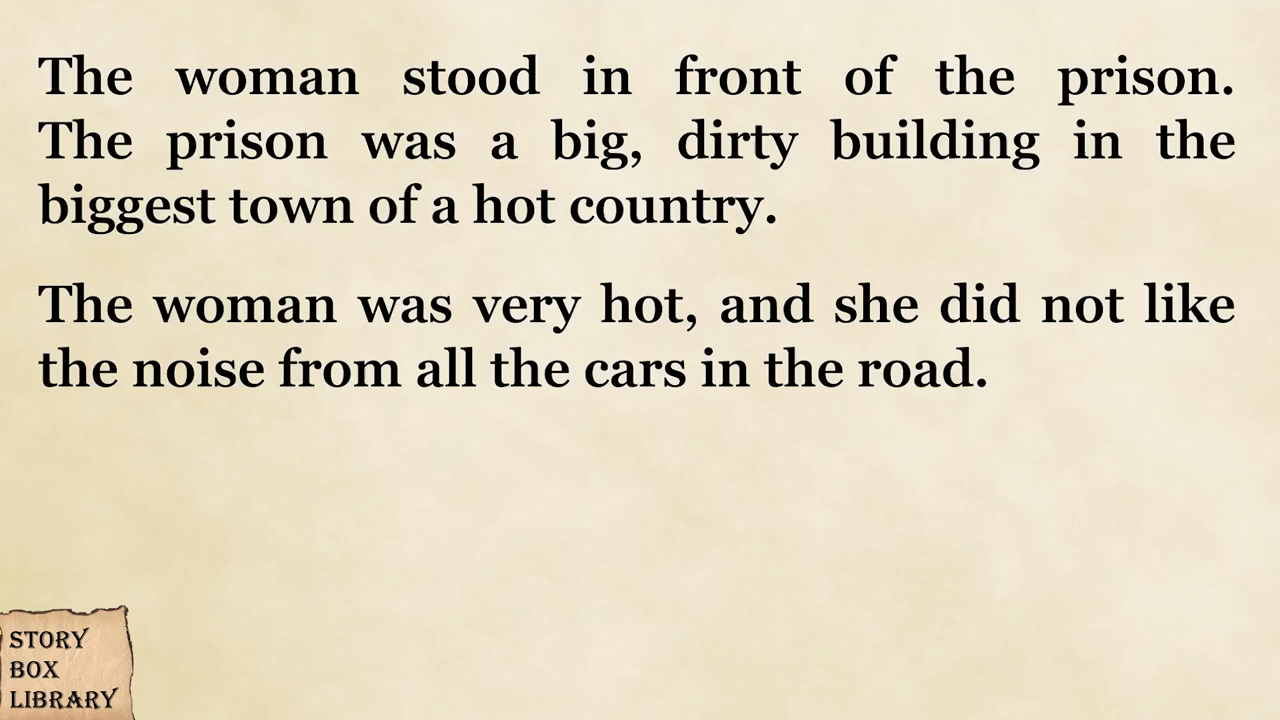 The woman stood in front of the prison.
The prison was a big, dirty building in the
biggest town of a hot country.
The woman was very hot, and she did not like
the noise from all the cars in the road.
STORY
BOX
LIBRARY